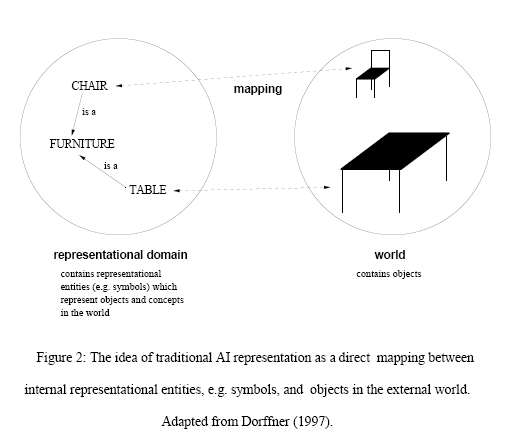 CHAIR
mapping
is a
FURNITURE
is a
TABLE
representational domain
contains representational
entities (e.g. symbols) which
represent objects and concepts
in the world
world
contains objects
Figure 2: The idea of traditional AI representation as a direct mapping between
internal representational entities, e.g. symbols, and objects in the external world.
Adapted from Dorffner (1997).